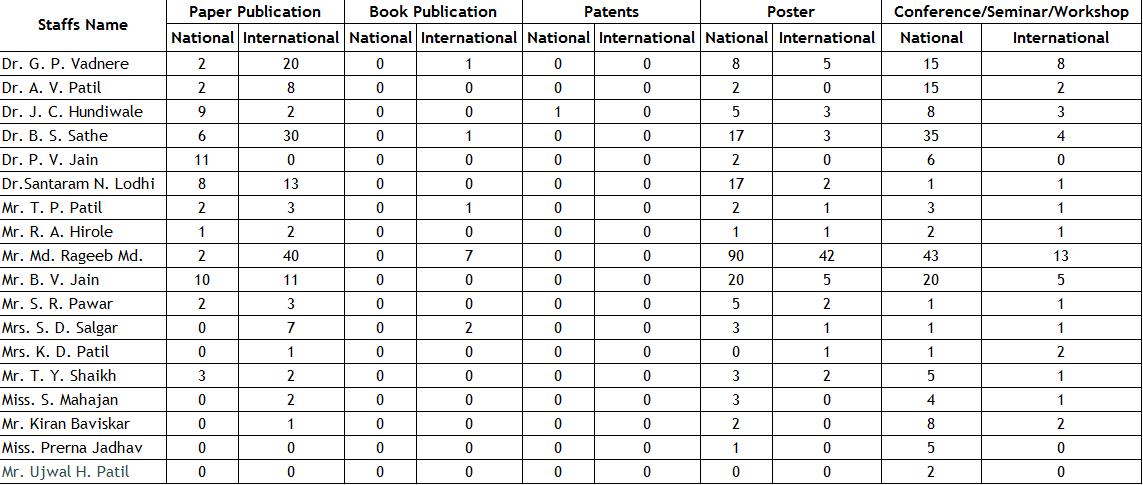 Staffs Name Paper Publication Book Publication Patents Poster Conference/Seminar/Workshop
National International National International National International National International National International
Dr. G. P. Vadnere 2 20 0 1 0 0 8 5 15 8
Dr. A. V. Patil 2 8 0 0 0 0 2 0 15 2
Dr. J. C. Hundiwale 9 2 0 0 1 0 5 3 8 3
Dr. B. S. Sathe 6 30 0 1 0 0 17 3 35 4
Dr. P. V. Jain 11 0 0 0 0 0 2 0 6 0
Dr.Santaram N. Lodhi 8 13 0 0 0 0 17 2 1 1
Mr. T. P. Patil 2 3 0 1 0 0 2 1 3 1
Mr. R. A. Hirole 1 2 0 0 0 0 1 1 2 1
Mr. Md. Rageeb Md. 2 40 0 7 0 0 90 42 43 13
Mr. B. V. Jain 10 11 0 0 0 0 20 5 20 5
Mr. S. R. Pawar 2 3 0 0 0 0 5 2 1 1
Mrs. S. D. Salgar 0 7 0 2 0 0 3 1 1 1
Mrs. K. D. Patil 0 1 0 0 0 0 0 1 1 2
Mr. T. Y. Shaikh 3 2 0 0 0 0 3 2 5 1
Miss. S. Mahajan 0 2 0 0 0 0 3 0 4 1
Mr. Kiran Baviskar 0 1 0 0 0 0 2 0 8 2
Miss. Prerna Jadhav 0 0 0 0 0 0 1 0 5 0
Mr. Ujwal H. Patil 0 0 0 0 0 0 0 0 2 0